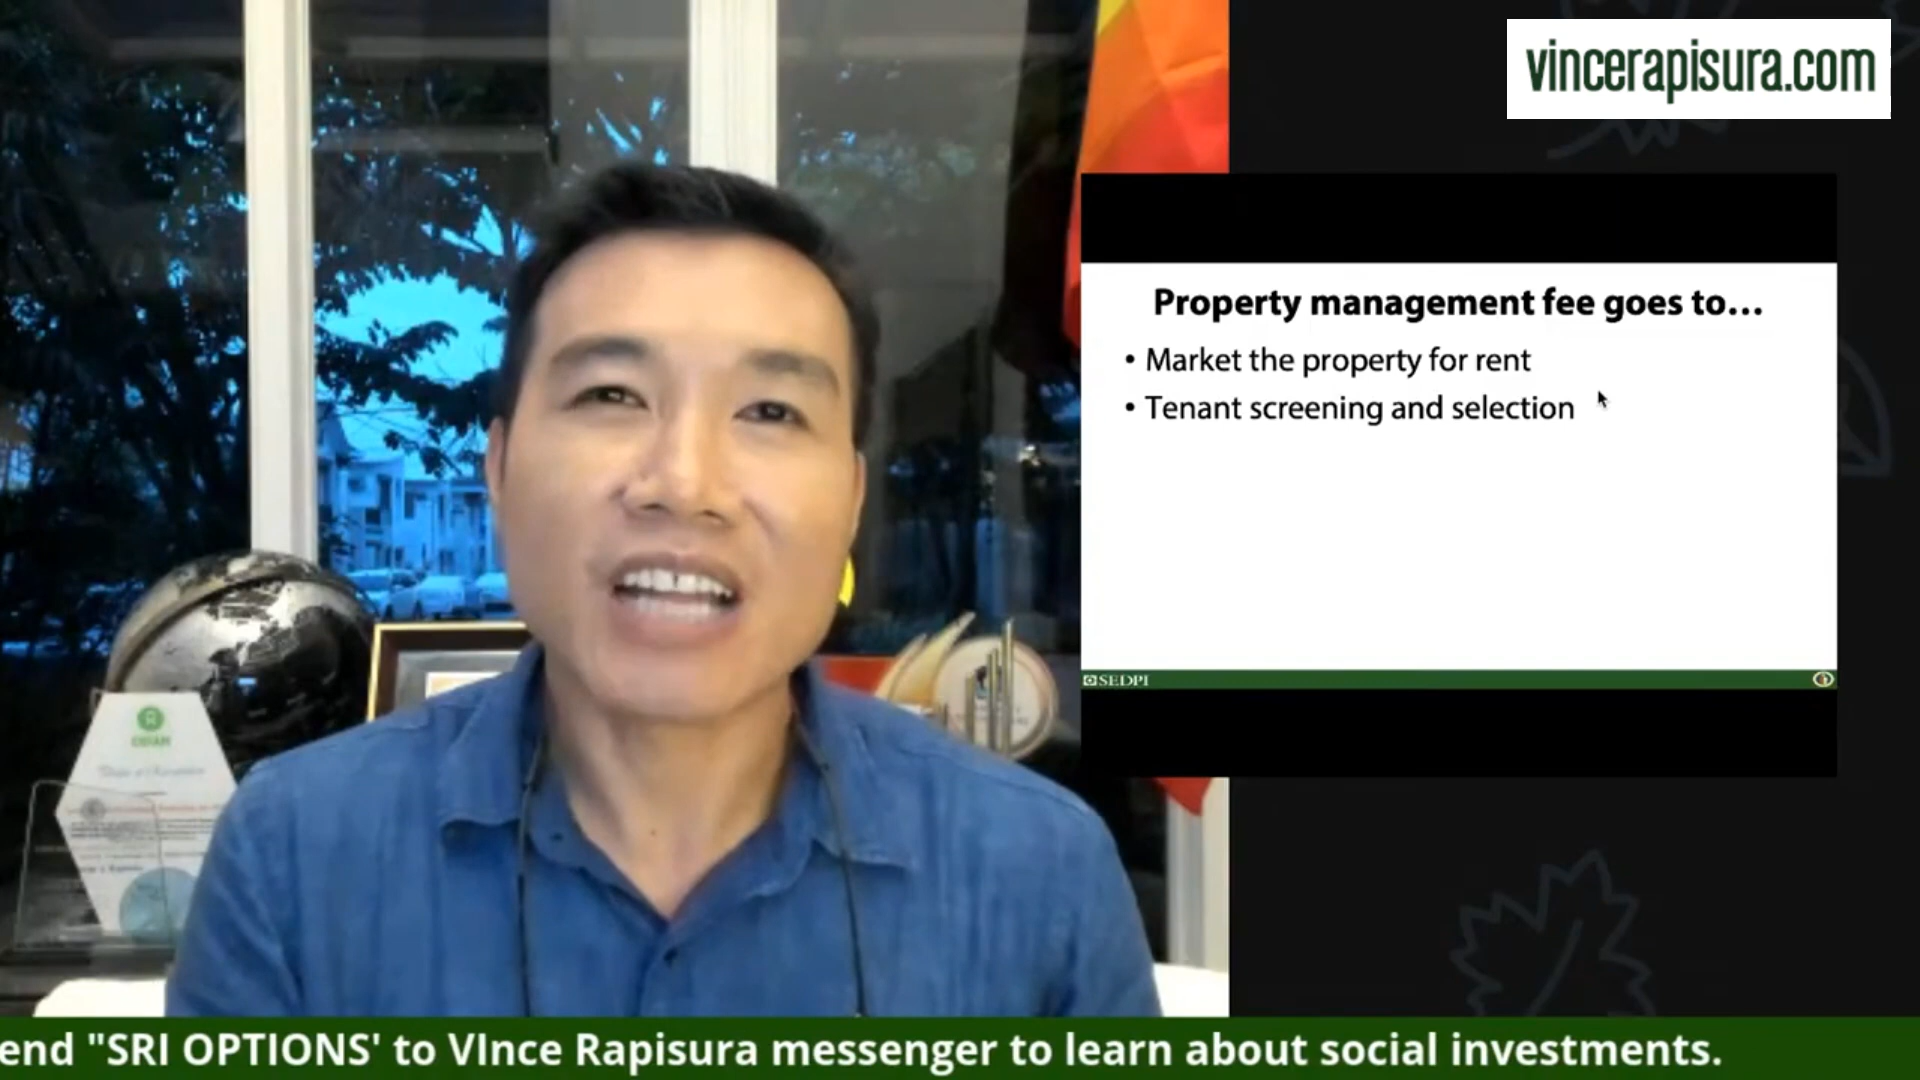 vincerapisura.com
Property management fee goes to...
• Market the property for rent
• Tenant screening and selection
SEDPI
end "SRI OPTIONS' to VInce Rapisura messenger to learn about social investments.